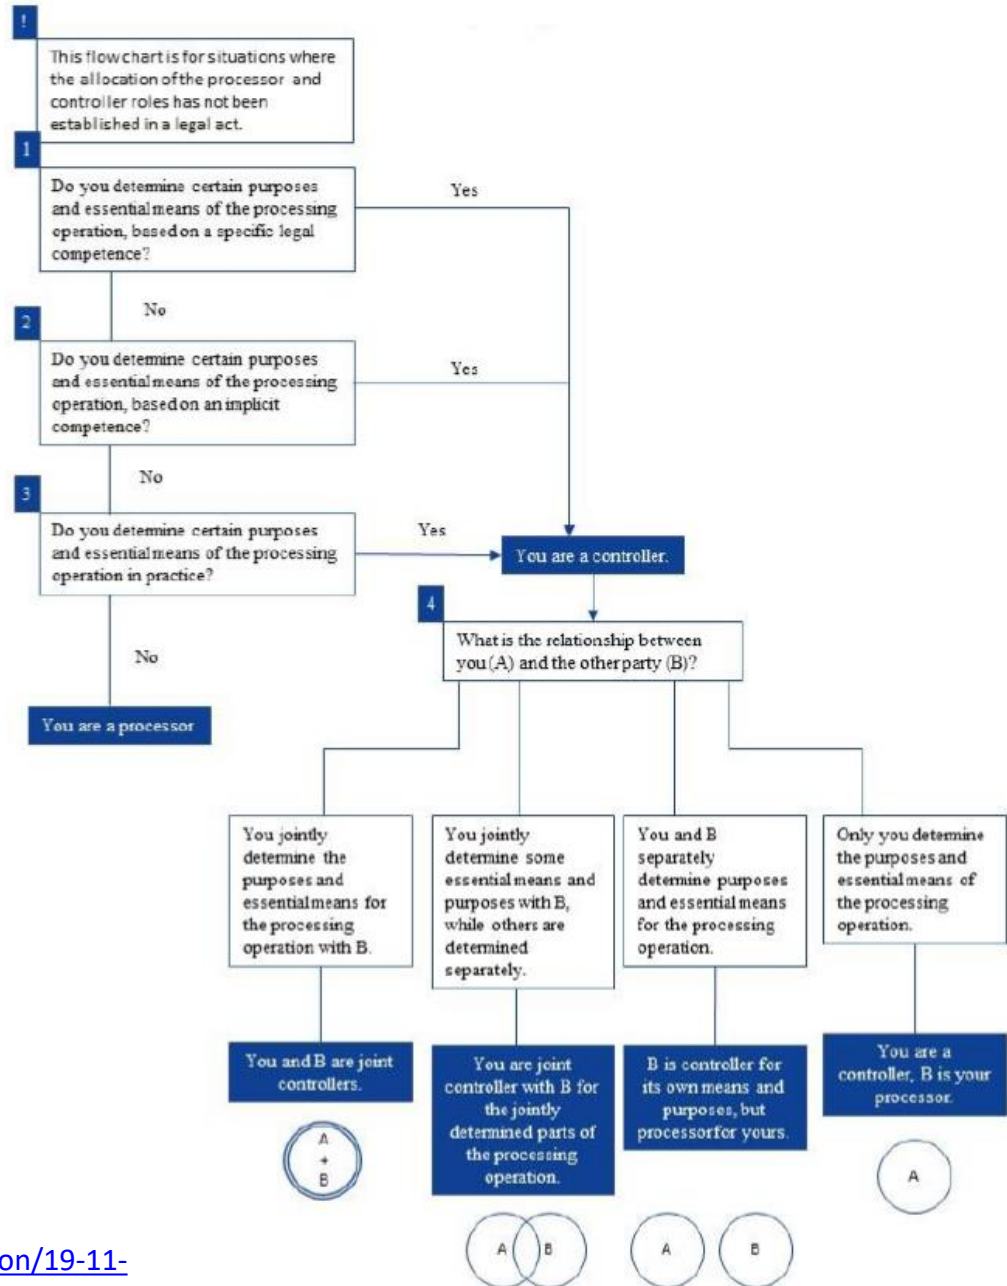 !
This flow chart is for situations where
the allocation of the processor and
controller roles has not been
established in a legal act.
1
Do you determine certain purposes
and essential means of the processing
operation, based on a specific legal
competence?
Yes
No
2
Do you determine certain purposes
and essential means of the processing
operation, based on an implicit
competence?
Yes
No
3
Do you determine certain purposes
and essential means of the processing
operation in practice?
Yes
You are a controller.
No
4
What is the relationship between
you (A) and the other party (B)?
You are a processor
You jointly
determine the
purposes and
essential means for
the processing
operation with B.
You jointly
determine some
essential means and
purposes with B,
while others are
determined
separately.
You and B
separately
determine purposes
and essential means
for the processing
operation.
Only you determine
the purposes and
essential means of
the processing
operation.
You and B are joint
controllers.
You are joint
controller with B for
the jointly
determined parts of
the processing
operation.
B is controller for
its own means and
purposes, but
processor for yours.
You are a
controller, B is your
processor.
A
+
B
A B
A B
A
on/19-11-